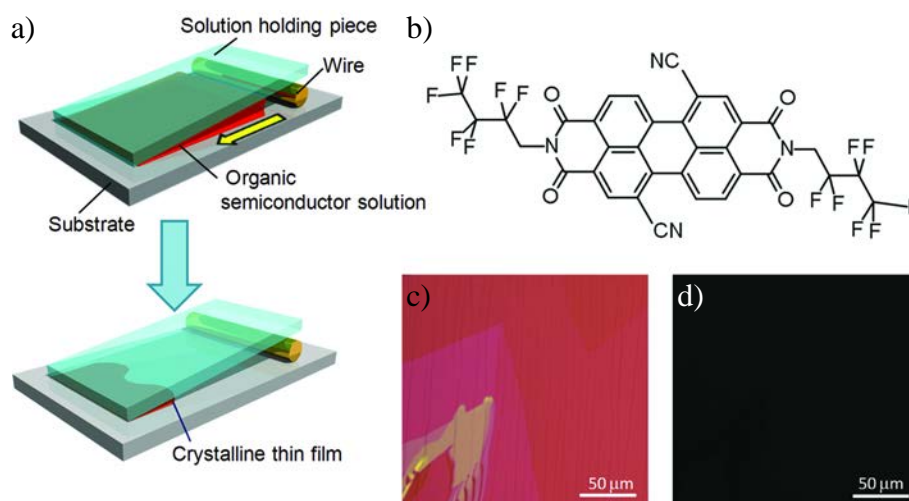 a)
Solution holding piece
Wire
Organic
semiconductor solution
Substrate
Crystalline thin film
b)
NC
FF
F F F
F F
O
O
N
N
O
O
FF
FF
F F
F F
CN
c)
50 μm
d)
50 μm